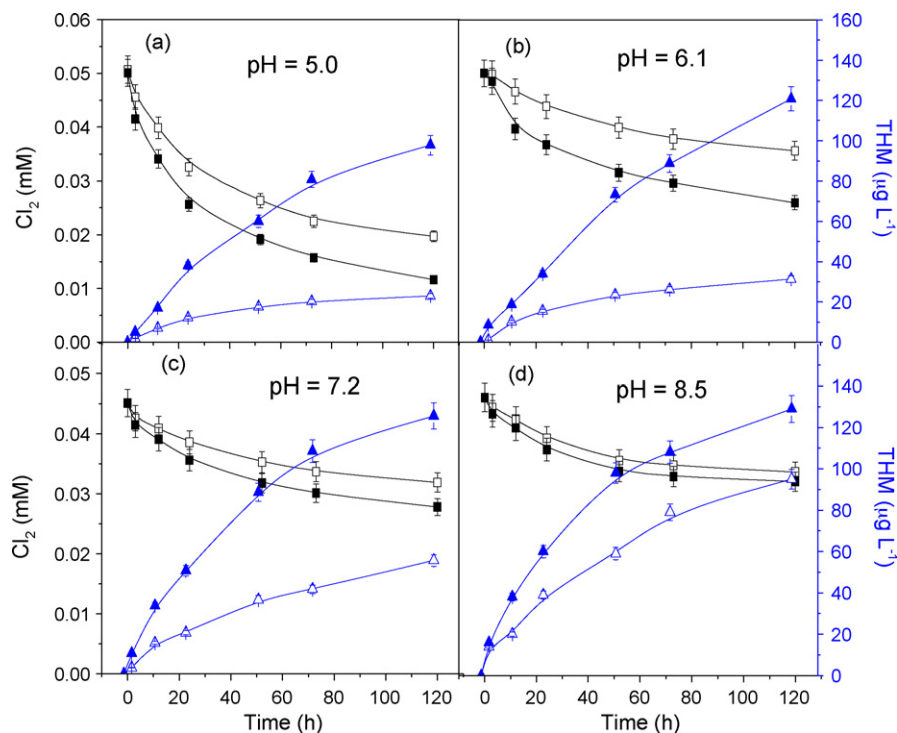 (a)
pH = 5.0
(b)
pH = 6.1
0.06
0.05
0.04
0.03
0.02
0.01
0.00
Cl2 (mM)
160
140
120
100
80
60
40
20
0
THM (μg L-1)
(c)
pH = 7.2
(d)
pH = 8.5
0.05
0.04
0.03
0.02
0.01
0.00
Cl2 (mM)
140
120
100
80
60
40
20
0
THM (μg L-1)
0 20 40 60 80 100 120
0 20 40 60 80 100 120
Time (h)
Time (h)